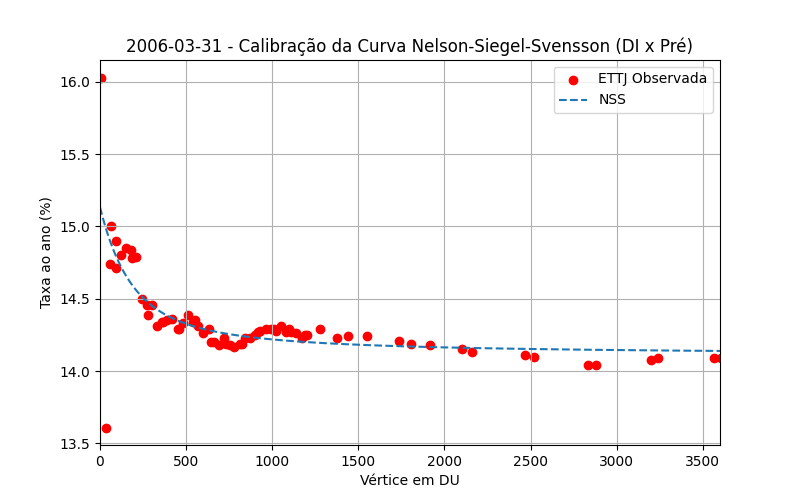 2006-03-31 - Calibração da Curva Nelson-Siegel-Svensson (DI x Pré)
ETTJ Observada
NSS
Taxa ao ano (%)
16.0
15.5
15.0
14.5
14.0
13.5
0 500 1000 1500 2000 2500 3000 3500
Vértice em DU